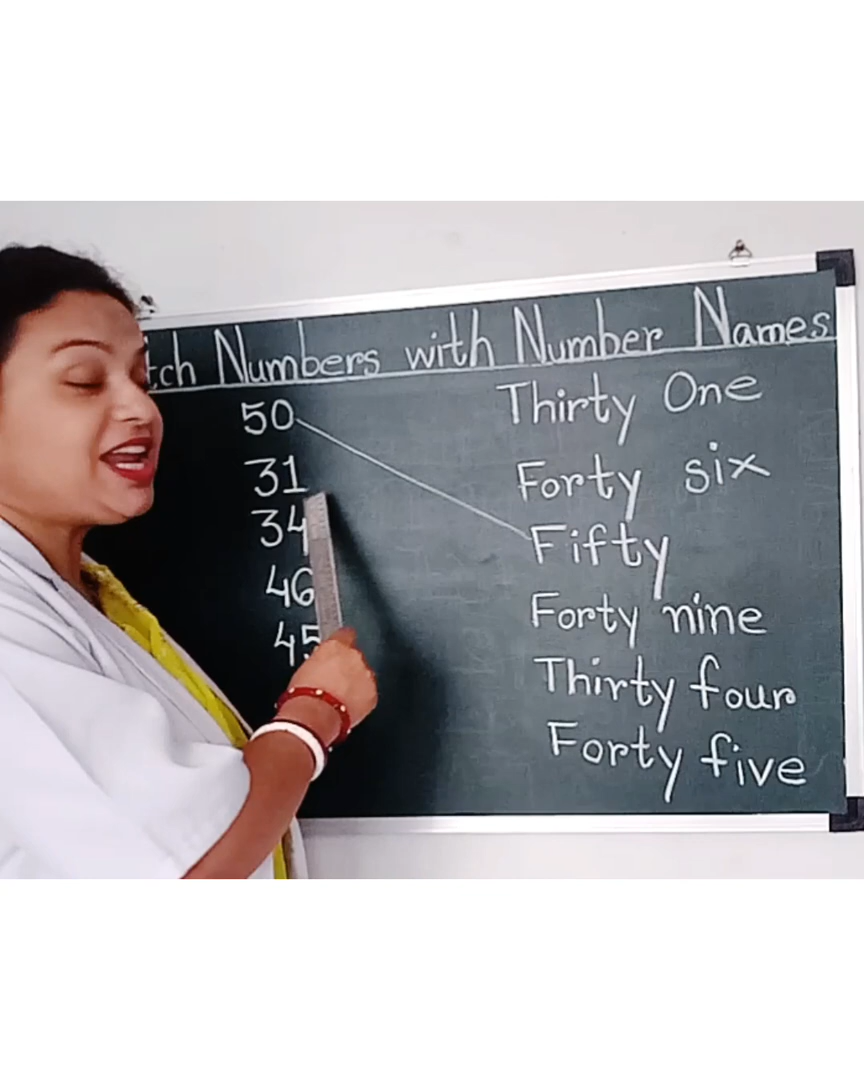 tch Numbers with Number Names
50 Thirty One
31 Forty six
34 Fifty
46 Forty nine
45 Thirty four
Forty five